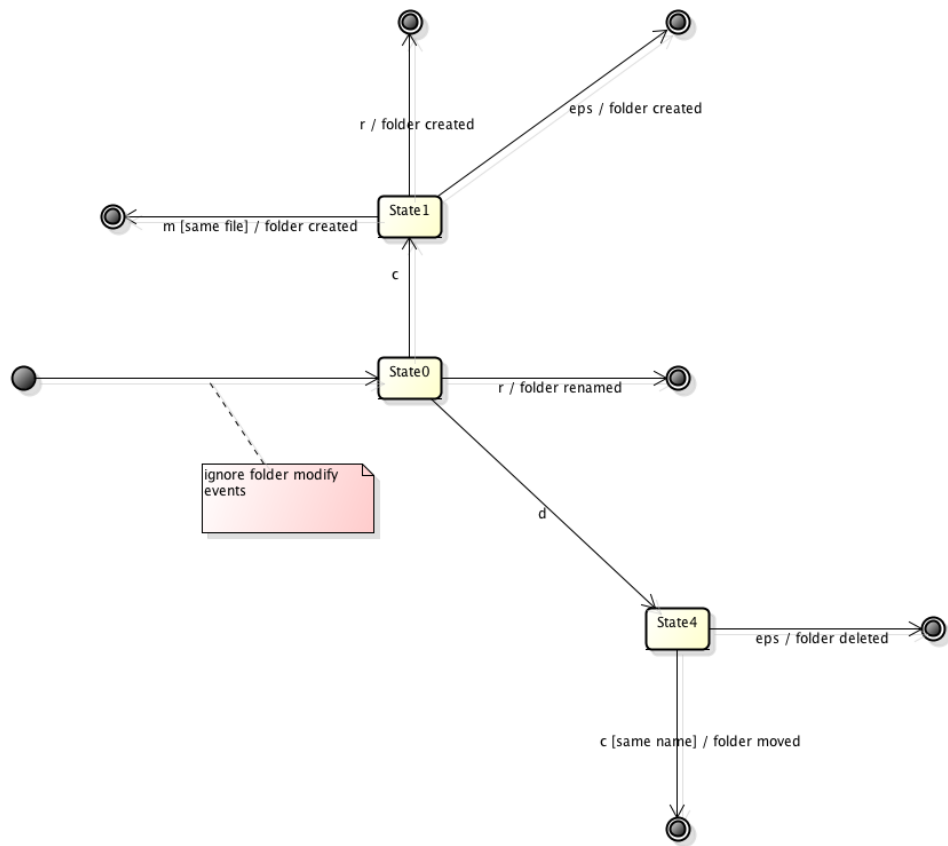 eps / folder created
r / folder created
State1
m [same file] / folder created
c
State0
r / folder renamed
ignore folder modify
events
d
State4
eps / folder deleted
c [same name] / folder moved